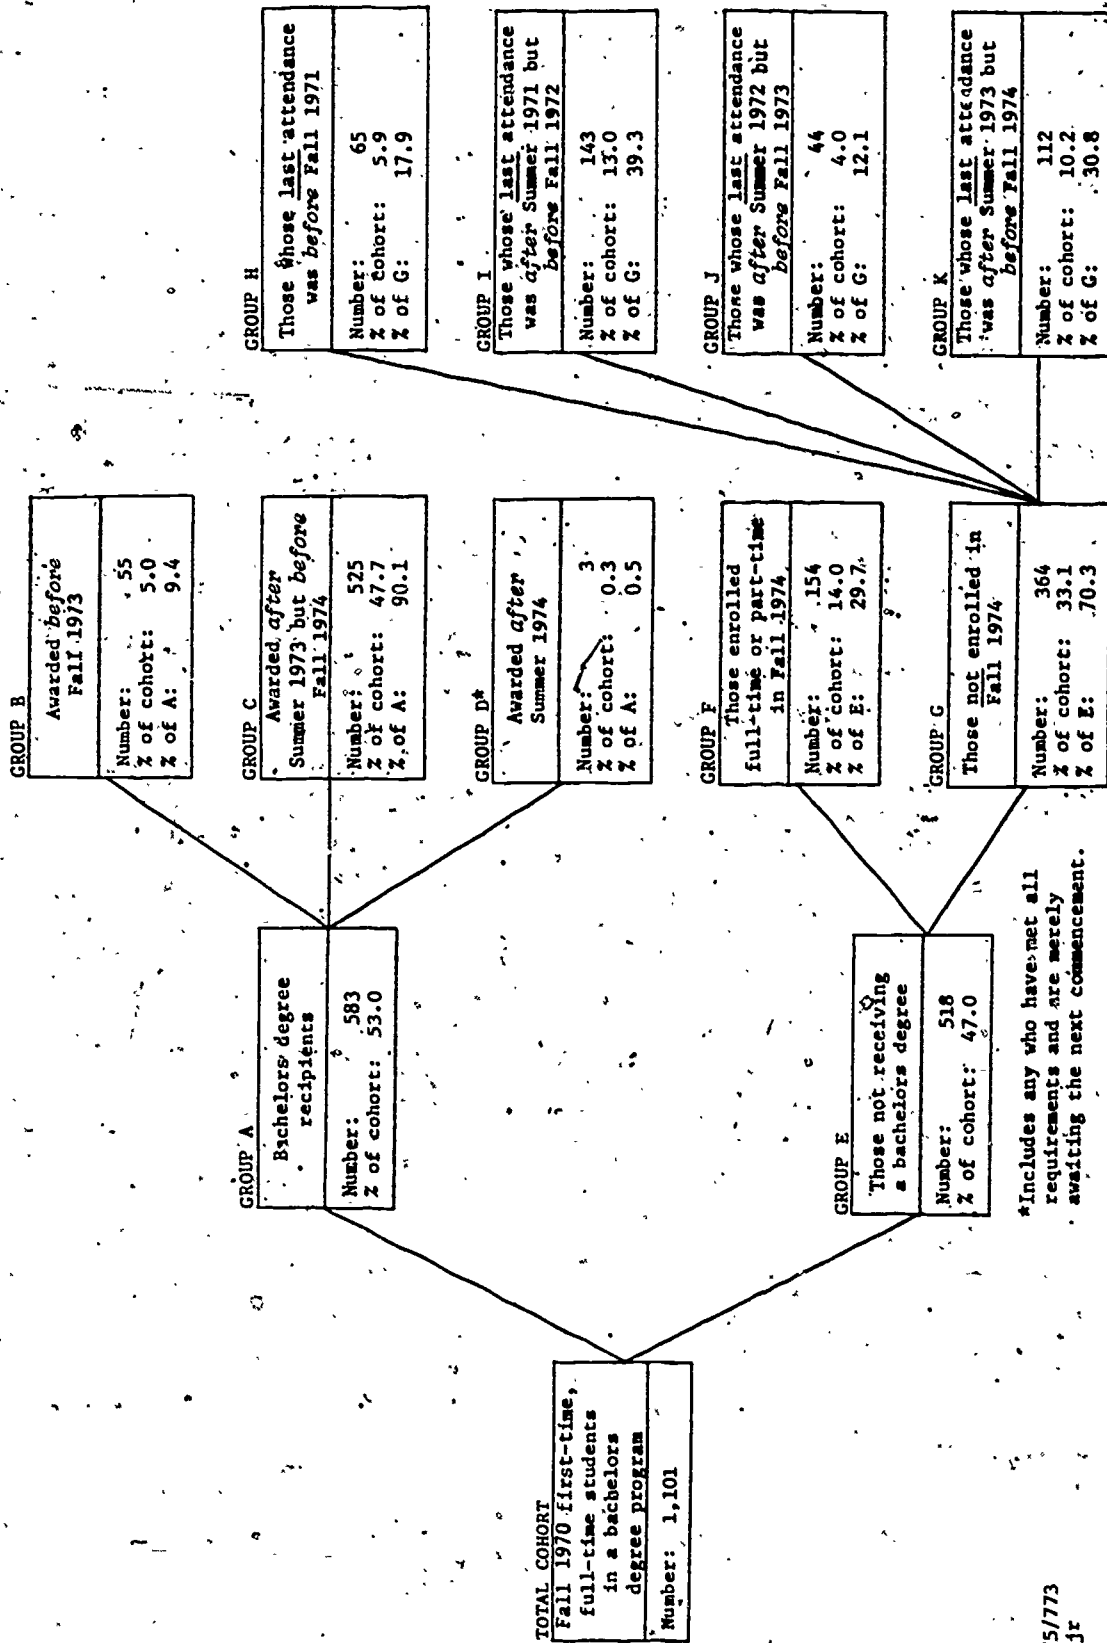 TOTAL COHORT
Fall 1970 first-time,
full-time students
in a bachelors
degree program
Number: 1,101
GROUP A
Bachelors degree
recipients
Number: 583
% of cohort: 53.0
GROUP E
Those not receiving
a bachelors degree
Number: 518
% of cohort: 47.0
*Includes any who have met all
requirements and are merely
awaiting the next commencement.
GROUP B
Awarded before
Fall 1973
Number: 55
% of cohort: 5.0
% of A: 9.4
GROUP C
Awarded after
Summer 1973 but before
Fall 1974
Number: 525
% of cohort: 47.7
% of A: 90.1
GROUP D*
Awarded after
Summer 1974
Number: 3
% of cohort: 0.3
% of A: 0.5
GROUP F
Those enrolled
full-time or part-time
in Fall 1974
Number: 154
% of cohort: 14.0
% of E: 29.7
GROUP G
Those not enrolled in
Fall 1974
Number: 364
% of cohort: 33.1
% of E: 70.3
GROUP H
Those whose last attendance
was before Fall 1971
Number: 65
% of cohort: 5.9
% of G: 17.9
GROUP I
Those whose last attendance
was after Summer 1971 but
before Fall 1972
Number: 143
% of cohort: 13.0
% of G: 39.3
GROUP J
Those whose last attendance
was after Summer 1972 but
before Fall 1973
Number: 44
% of cohort: 4.0
% of G: 12.1
GROUP K
Those whose last attendance
was after Summer 1973 but
before Fall 1974
Number: 112
% of cohort: 10.2
% of G: 30.8
5/773
jr